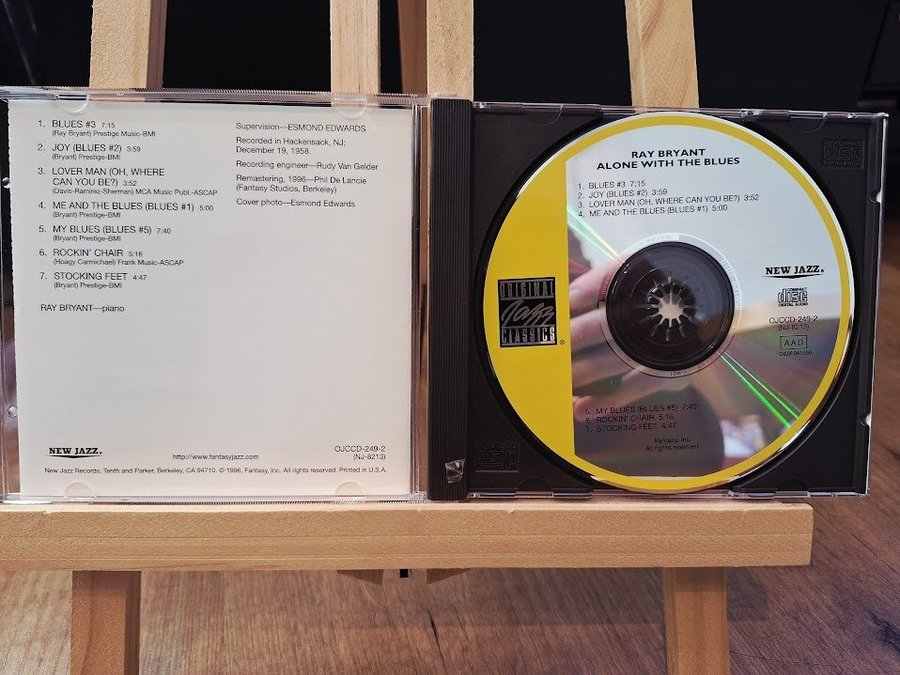 1. BLUES #3 7:15
(Ray Bryant) Prestige Music-BMI
2. JOY (BLUES #2) 3:59
(Bryant) Prestige-BMI
3. LOVER MAN (OH, WHERE
CAN YOU BE?) 3:52
(Davis-Ramirez-Sherman) MCA Music Publ.-ASCAP
4. ME AND THE BLUES (BLUES #1) 5:00
(Bryant) Prestige-BMI
5. MY BLUES (BLUES #5) 7:40
(Bryant) Prestige-BMI
6. ROCKIN' CHAIR 5:16
(Hoagy Carmichael) Frank Music-ASCAP
7. STOCKING FEET 4:47
(Bryant) Prestige-BMI
RAY BRYANT—piano
Supervision—ESMOND EDWARDS
Recorded in Hackensack, NJ;
December 19, 1958.
Recording engineer—Rudy Van Gelder
Remastering, 1996—Phil De Lancie
(Fantasy Studios, Berkeley)
Cover photo—Esmond Edwards
NEW JAZZ®
http://www.fantasyjazz.com
OJCCD-249-2
(NJ-8213)
New Jazz Records, Tenth and Parker, Berkeley, CA 94710. © 1996, Fantasy, Inc. All rights reserved. Printed in U.S.A.
RAY BRYANT
ALONE WITH THE BLUES
1. BLUES #3 7:15
2. JOY (BLUES #2) 3:59
3. LOVER MAN (OH, WHERE CAN YOU BE?) 3:52
4. ME AND THE BLUES (BLUES #1) 5:00
ORIGINAL
Jazz
CLASSICS®
NEW JAZZ®
COMPACT
disc
DIGITAL AUDIO
OJCCD-249-2
(NJ-8213)
AAD
5. MY BLUES (BLUES #5) 7:40
6. ROCKIN' CHAIR 5:16
7. STOCKING FEET 4:47
Fantasy, Inc.
All rights reserved.